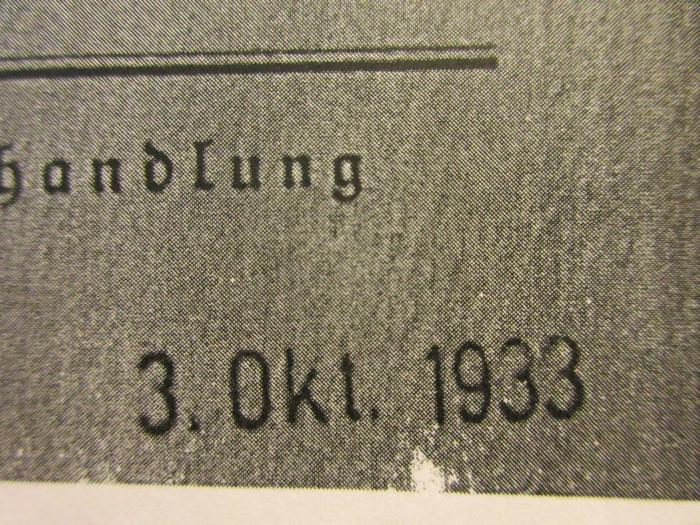 handlung
3. Okt. 1933